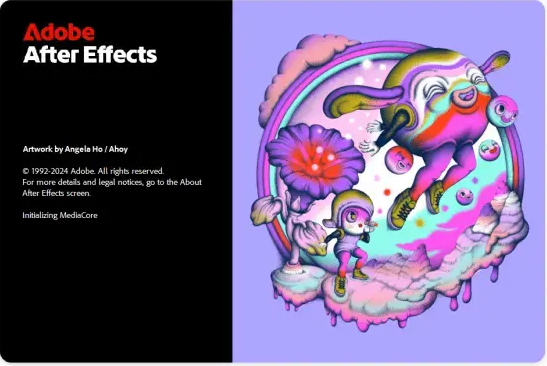 Adobe
After Effects
Artwork by Angela Ho / Ahoy
© 1992-2024 Adobe. All rights reserved.
For more details and legal notices, go to the About
After Effects screen.
Initializing MediaCore